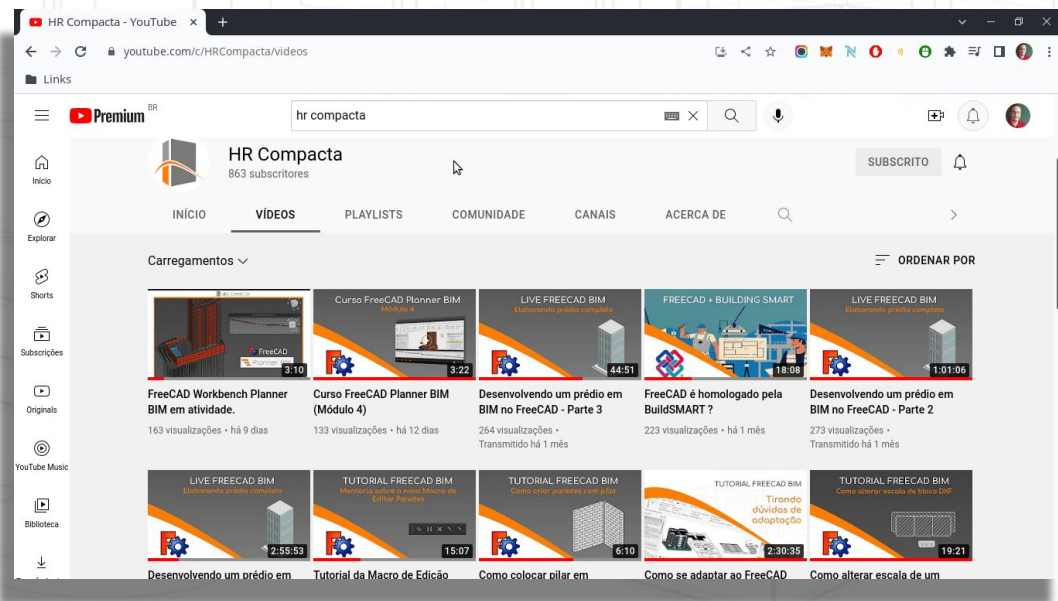 HR Compacta - YouTube
youtube.com/c/HRCompacta/videos
Links
Premium BR
hr compacta
HR Compacta
863 subscritores
SUBSCRITO
INÍCIO VÍDEOS PLAYLISTS COMUNIDADE CANAIS ACERCA DE
Início
Explorar
Shorts
Subscrições
Originals
YouTube Music
Biblioteca
Carregamentos
ORDENAR POR
FreeCAD
Planner BIM
3:10
FreeCAD Workbench Planner
BIM em atividade.
163 visualizações • há 9 dias
Curso FreeCAD Planner BIM
Módulo 4
3:22
Curso FreeCAD Planner BIM
(Módulo 4)
133 visualizações • há 12 dias
LIVE FREECAD BIM
Elaborando prédio completo
44:51
Desenvolvendo um prédio em
BIM no FreeCAD - Parte 3
264 visualizações •
Transmitido há 1 mês
FREECAD + BUILDING SMART
18:08
FreeCAD é homologado pela
BuildSMART ?
223 visualizações • há 1 mês
LIVE FREECAD BIM
Elaborando prédio completo
1:01:06
Desenvolvendo um prédio em
BIM no FreeCAD - Parte 2
273 visualizações •
Transmitido há 1 mês
LIVE FREECAD BIM
Elaborando prédio completo
2:55:53
Desenvolvendo um prédio em
TUTORIAL FREECAD BIM
Mentoria sobre a nova Macro de
Editar Paredes
15:07
Tutorial da Macro de Edição
TUTORIAL FREECAD BIM
Como criar paredes com pilar
6:10
Como colocar pilar em
TUTORIAL FREECAD BIM
Tirando
dúvidas de
adaptação
2:30:35
Como se adaptar ao FreeCAD
TUTORIAL FREECAD BIM
Como alterar escala de bloco DXF
19:21
Como alterar escala de um